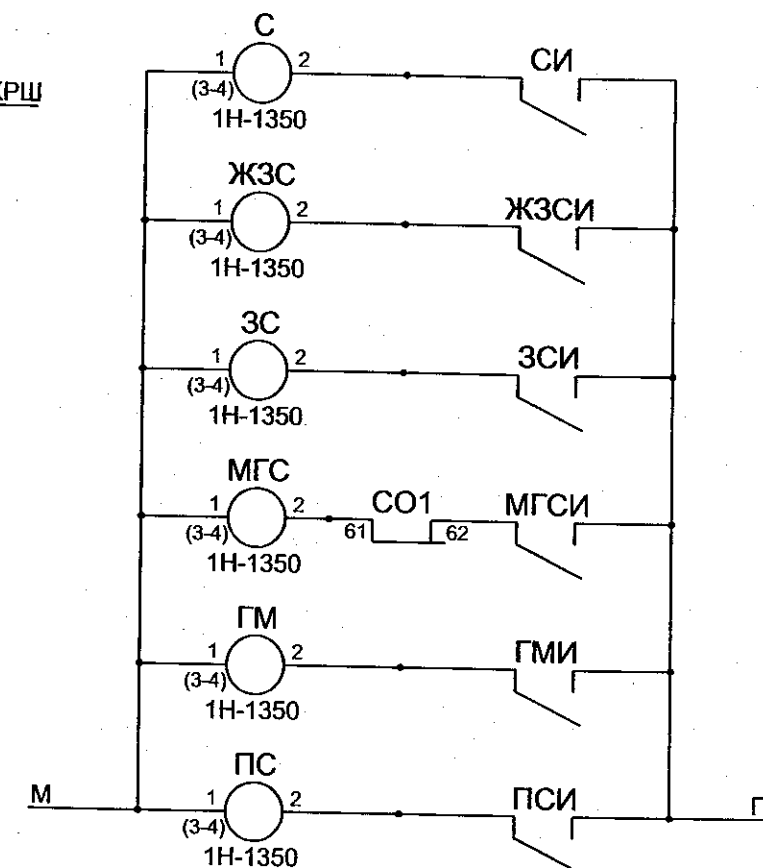 С
СИ
1 2
(3-4)
1Н-1350
ЖЗС
ЖЗСИ
1 2
(3-4)
1Н-1350
ЗС
ЗСИ
1 2
(3-4)
1Н-1350
МГС
СО1
МГСИ
1 2
61 62
(3-4)
1Н-1350
ГМ
ГМИ
1 2
(3-4)
1Н-1350
ПС
ПСИ
М
1 2
(3-4)
1Н-1350